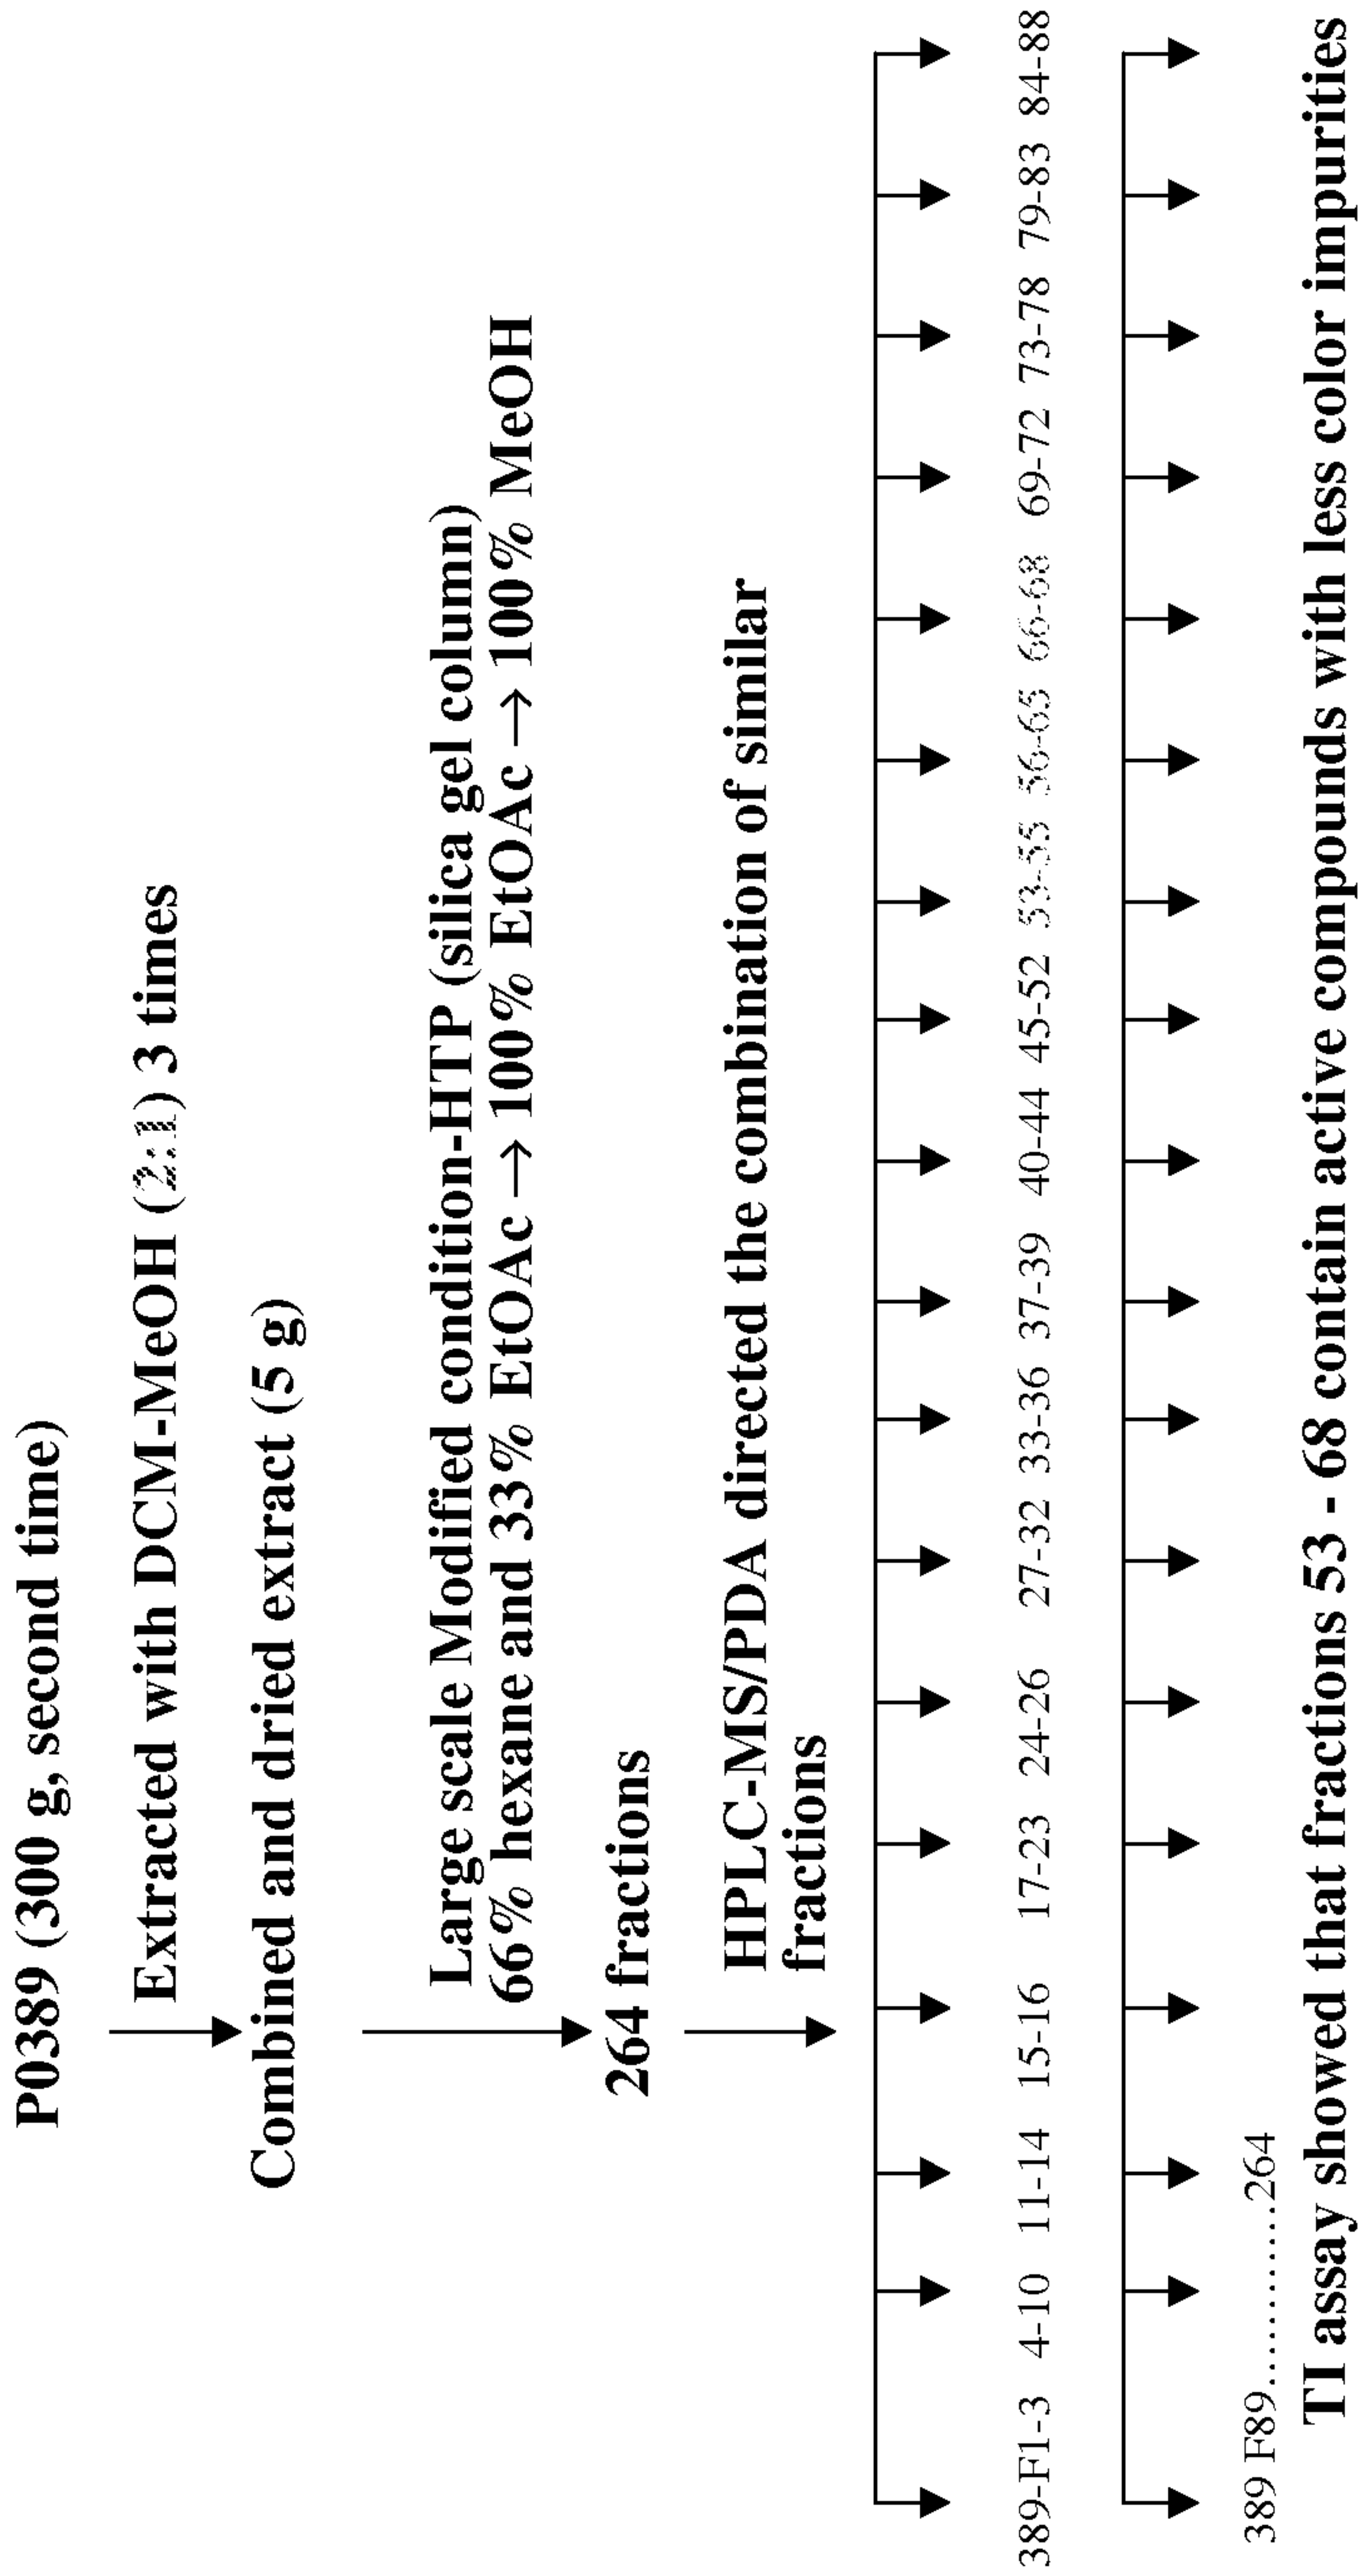 P0389 (300 g, second time)
Extracted with DCM-MeOH (2:1) 3 times
Combined and dried extract (5 g)
Large scale Modified condition-HTP (silica gel column)
66% hexane and 33% EtOAc → 100% EtOAc → 100% MeOH
264 fractions
HPLC-MS/PDA directed the combination of similar
fractions
389-F1-3 4-10 11-14 15-16 17-23 24-26 27-32 33-36 37-39 40-44 45-52 53-55 56-65 66-68 69-72 73-78 79-83 84-88
389 F89............264
TI assay showed that fractions 53 - 68 contain active compounds with less color impurities